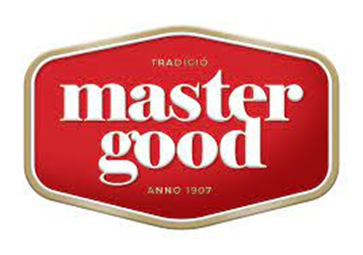 TRADÍCIÓ
master
good
ANNO 1907